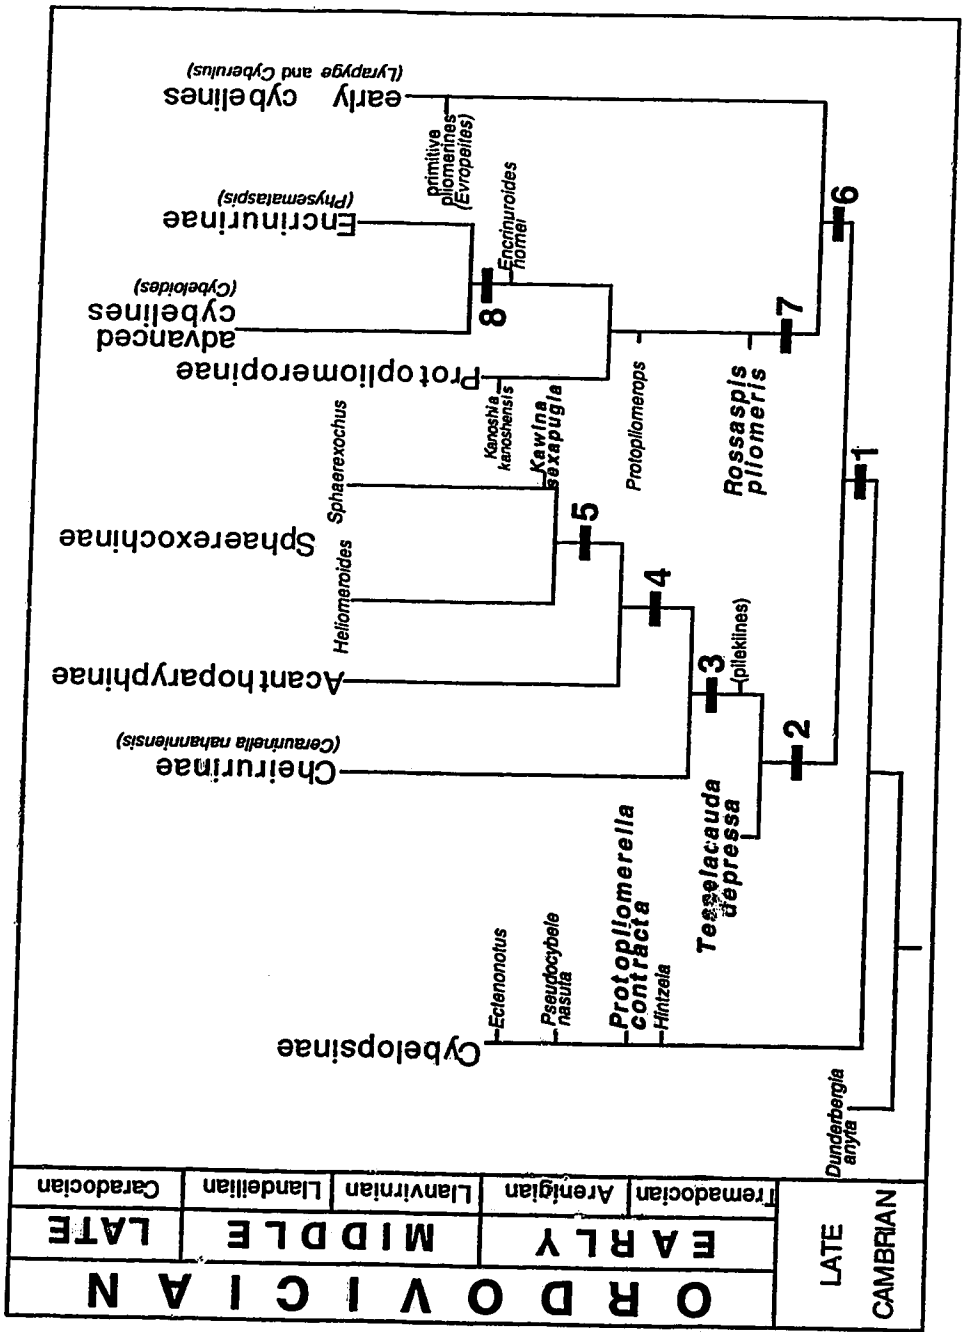 early cybelines
(Lyrapyge and Cyberulus)
primitive
pliomerines
(Evropeites)
Encrinurinae
(Physemataspis)
Encrinuroides
hornei
advanced
cybelines
(Cybeloides)
8
6
7
Protopliomeropinae
Kanoshia
kanoshensis
Kawina
sexapugia
Protopliomerops
Rossaspis
pliomeris
Sphaerexochus
Sphaerexochinae
Heliomeroides
5
4
1
Acanthoparyphinae
3
(pilekiines)
2
Cheirurinae
(Ceraurinella nahanniensis)
Tesselacauda
depressa
Cybelopsinae
Ectenonotus
Pseudocybele
nasuta
Protopliomerella
contracta
Hintzeia
Dunderbergia
anyta
Caradocian
Llandeilian
Llanvirnian
Arenigian
Tremadocian
LATE
MIDDLE
EARLY
ORDOVICIAN
LATE
CAMBRIAN